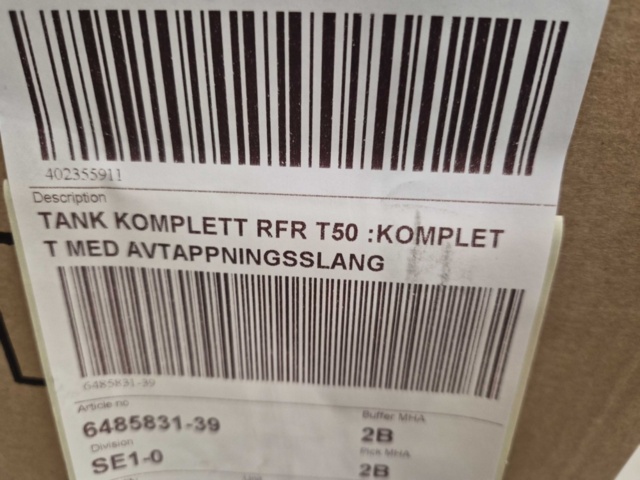 402355911
Description
TANK KOMPLETT RFR T50 :KOMPLET
T MED AVTAPPNINGSSLANG
6485831-39
Article no
Buffer MHA
6485831-39
2B
Division
Pick MHA
SE1-0
2B